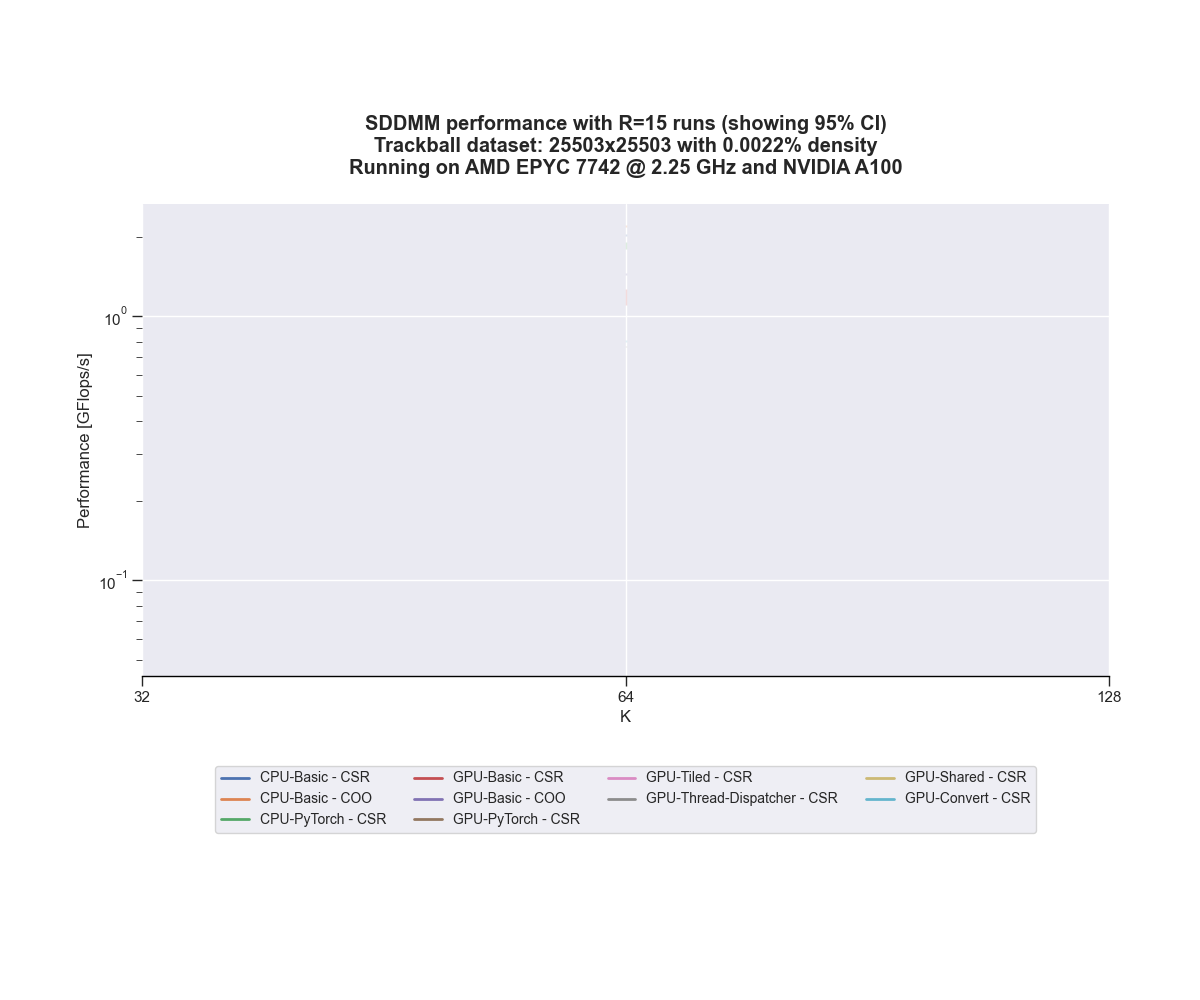 SDDMM performance with R=15 runs (showing 95% CI)
Trackball dataset: 25503x25503 with 0.0022% density
Running on AMD EPYC 7742 @ 2.25 GHz and NVIDIA A100
Performance [GFlops/s]
10^0
10^−1
32 64 128
K
CPU-Basic - CSR GPU-Basic - CSR GPU-Tiled - CSR GPU-Shared - CSR
CPU-Basic - COO GPU-Basic - COO GPU-Thread-Dispatcher - CSR GPU-Convert - CSR
CPU-PyTorch - CSR GPU-PyTorch - CSR